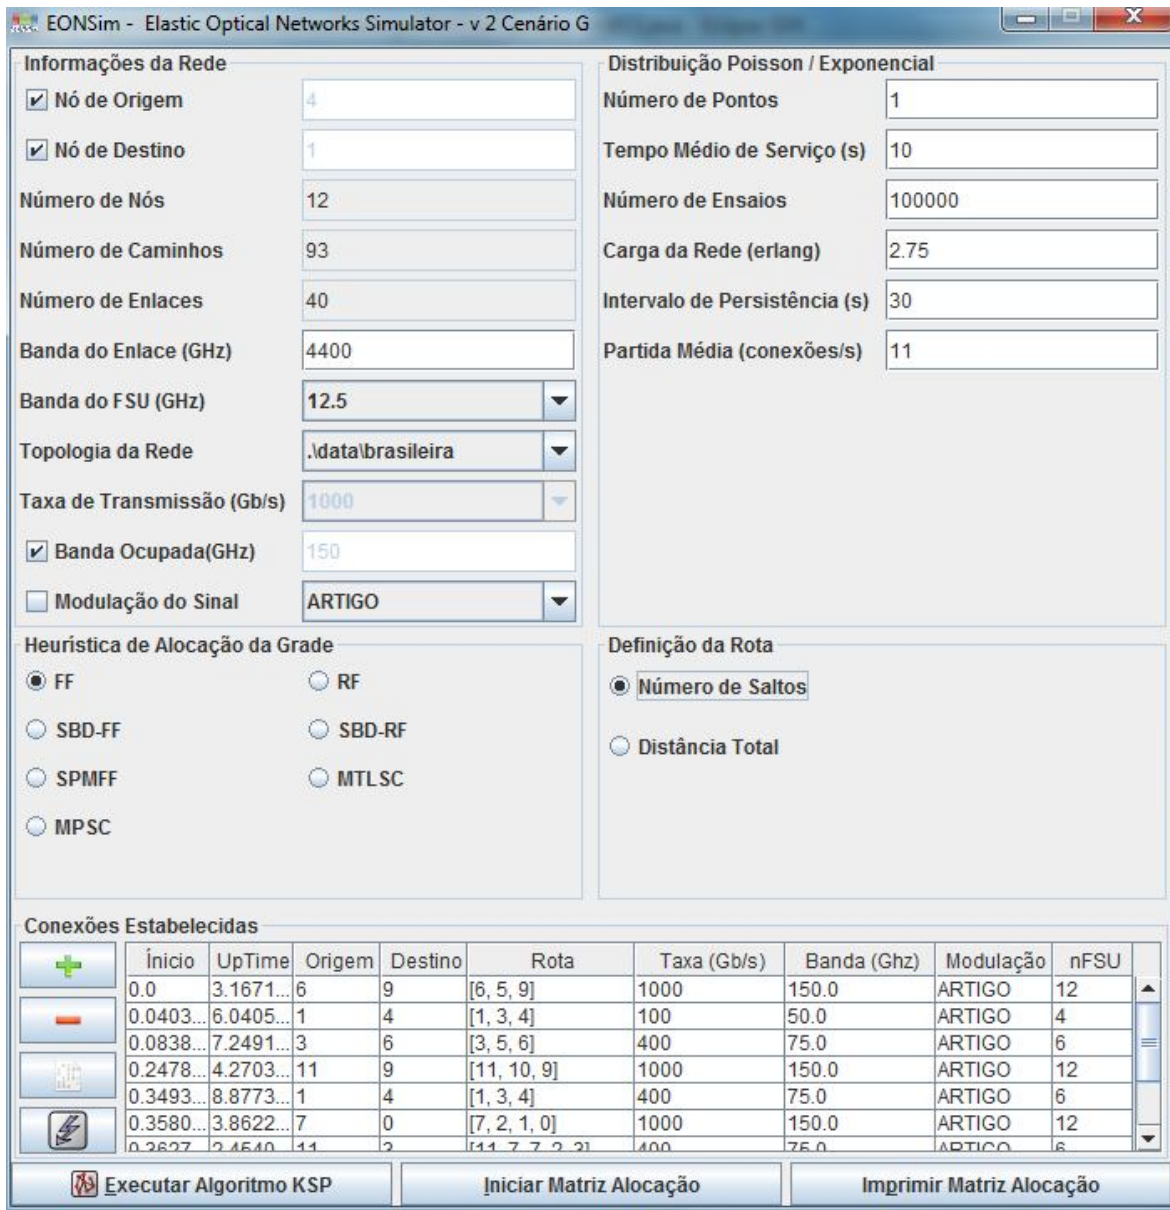 EONSim - Elastic Optical Networks Simulator - v 2 Cenário G
Informações da Rede
Nó de Origem 4
Nó de Destino 1
Número de Nós 12
Número de Caminhos 93
Número de Enlaces 40
Banda do Enlace (GHz) 4400
Banda do FSU (GHz) 12.5
Topologia da Rede .\data\brasileira
Taxa de Transmissão (Gb/s) 1000
Banda Ocupada(GHz) 150
Modulação do Sinal ARTIGO
Distribuição Poisson / Exponencial
Número de Pontos 1
Tempo Médio de Serviço (s) 10
Número de Ensaios 100000
Carga da Rede (erlang) 2.75
Intervalo de Persistência (s) 30
Partida Média (conexões/s) 11
Heurística de Alocação da Grade
FF RF
SBD-FF SBD-RF
SPMFF MTLSC
MPSC
Definição da Rota
Número de Saltos
Distância Total
Conexões Estabelecidas
Ínicio UpTime Origem Destino Rota Taxa (Gb/s) Banda (Ghz) Modulação nFSU
0.0 3.1671... 6 9 [6, 5, 9] 1000 150.0 ARTIGO 12
0.0403... 6.0405... 1 4 [1, 3, 4] 100 50.0 ARTIGO 4
0.0838... 7.2491... 3 6 [3, 5, 6] 400 75.0 ARTIGO 6
0.2478... 4.2703... 11 9 [11, 10, 9] 1000 150.0 ARTIGO 12
0.3493... 8.8773... 1 4 [1, 3, 4] 400 75.0 ARTIGO 6
0.3580... 3.8622... 7 0 [7, 2, 1, 0] 1000 150.0 ARTIGO 12
0.3627... 2.4540... 11 400 75.0 ARTIGO 6
Executar Algoritmo KSP Iniciar Matriz Alocação Imprimir Matriz Alocação